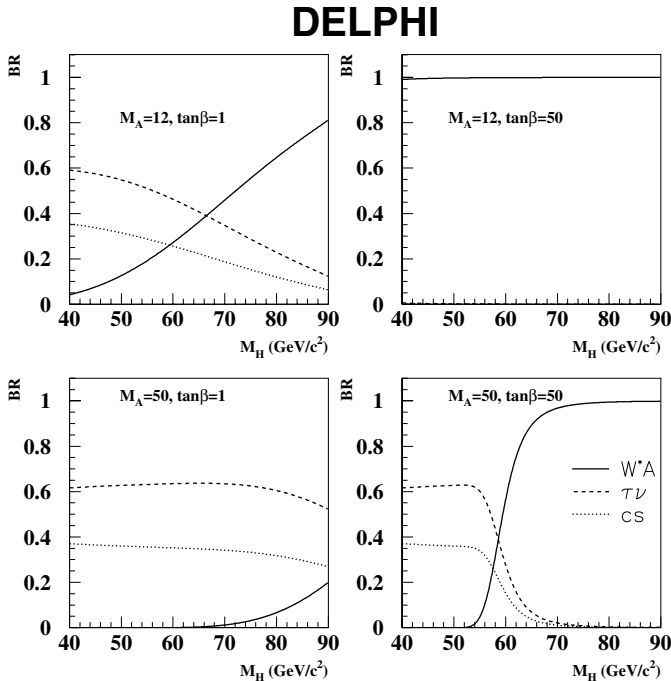 DELPHI
BR
1
0.8
0.6
0.4
0.2
0
M_A=12, tanβ=1
40 50 60 70 80 90
M_H (GeV/c²)
BR
1
0.8
0.6
0.4
0.2
0
M_A=12, tanβ=50
40 50 60 70 80 90
M_H (GeV/c²)
BR
1
0.8
0.6
0.4
0.2
0
M_A=50, tanβ=1
40 50 60 70 80 90
M_H (GeV/c²)
BR
1
0.8
0.6
0.4
0.2
0
M_A=50, tanβ=50
W*A
τν
cs
40 50 60 70 80 90
M_H (GeV/c²)